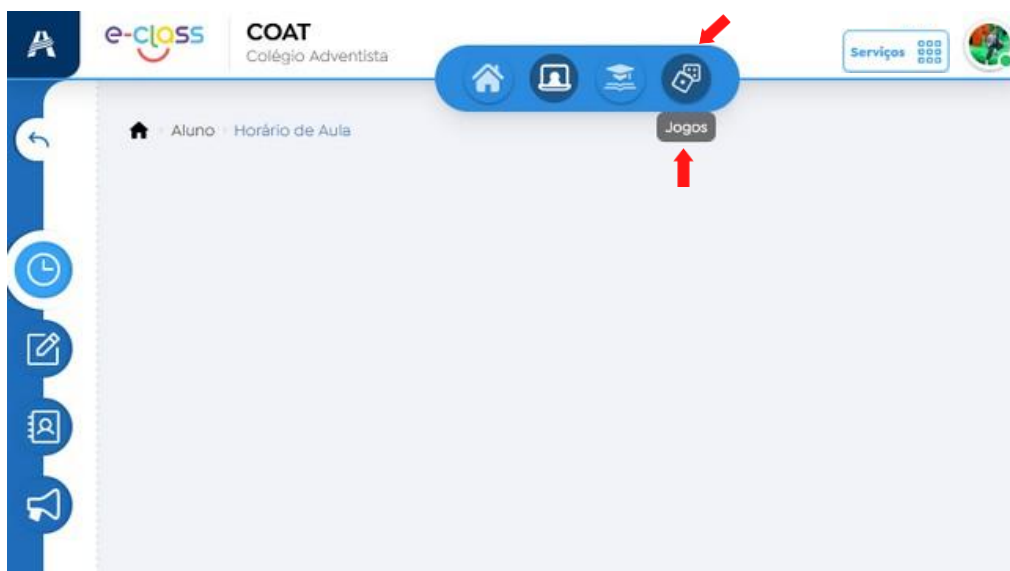 e-class
COAT
Colégio Adventista
Serviços
Aluno
Horário de Aula
Jogos